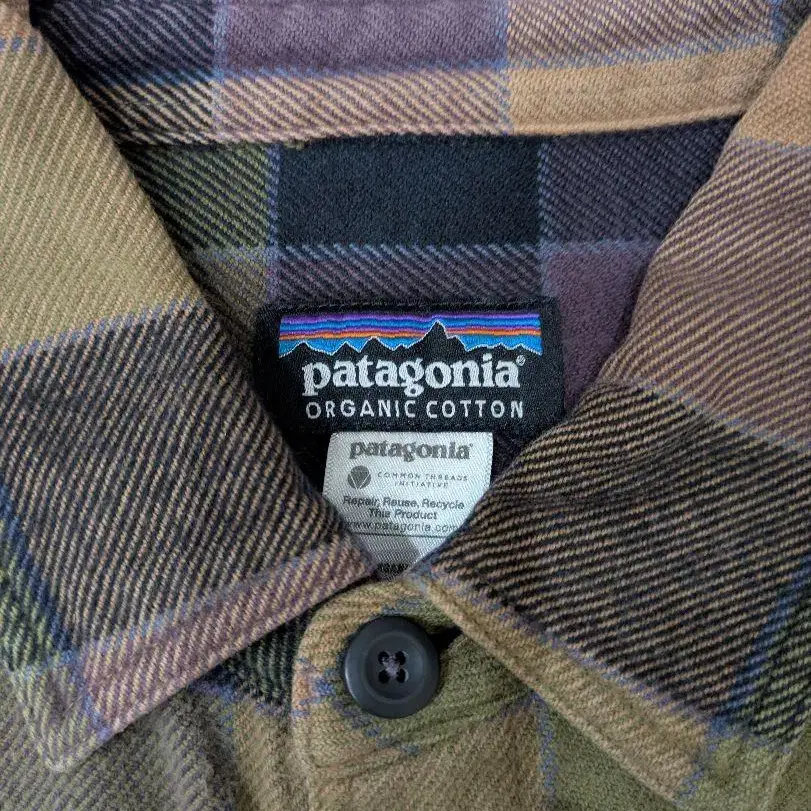 patagonia®
ORGANIC COTTON
patagonia®
COMMON THREADS
INITIATIVE
Repair, Reuse, Recycle
This Product
www.patagonia.com